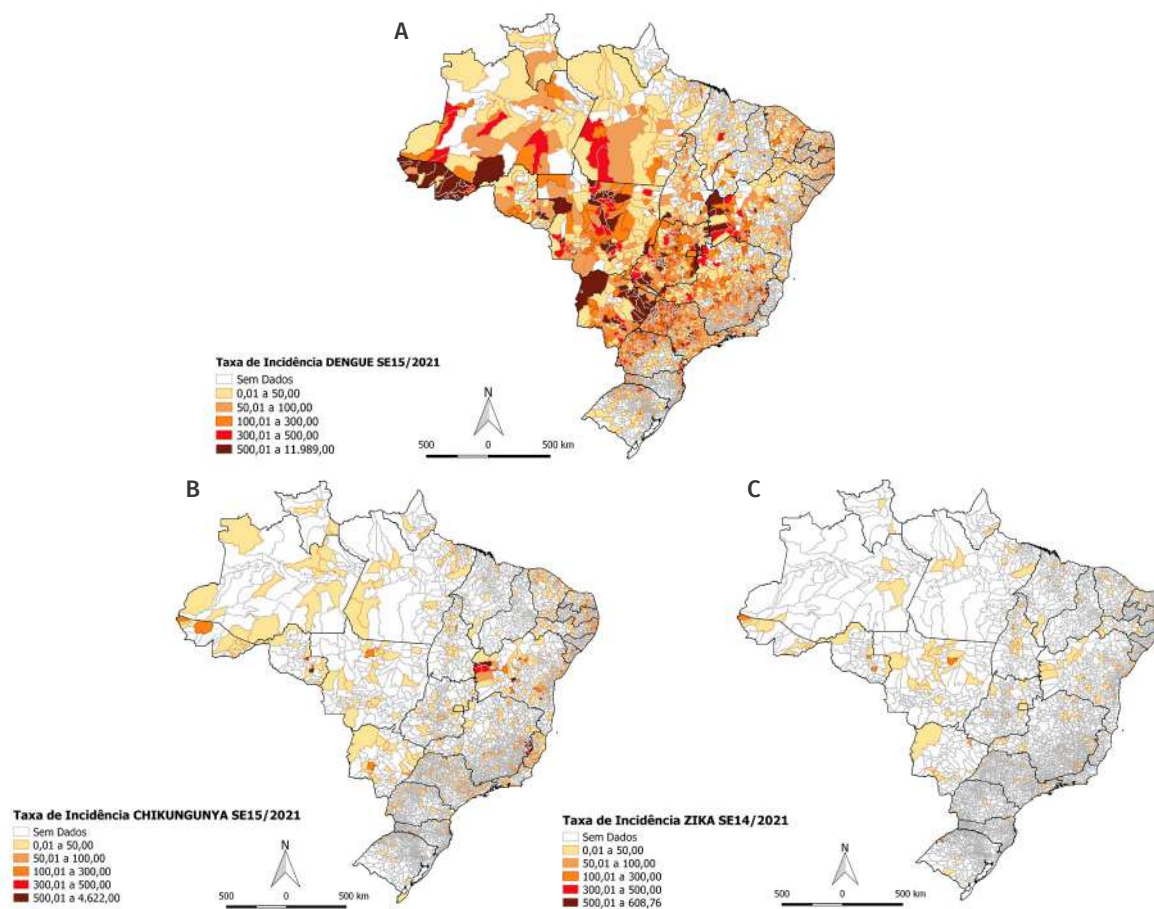 A
Taxa de Incidência DENGUE SE15/2021
Sem Dados
0,01 a 50,00
50,01 a 100,00
100,01 a 300,00
300,01 a 500,00
500,01 a 11.989,00
N
500 0 500 km
B
Taxa de Incidência CHIKUNGUNYA SE15/2021
Sem Dados
0,01 a 50,00
50,01 a 100,00
100,01 a 300,00
300,01 a 500,00
500,01 a 4.622,00
N
500 0 500 km
C
Taxa de Incidência ZIKA SE14/2021
Sem Dados
0,01 a 50,00
50,01 a 100,00
100,01 a 300,00
300,01 a 500,00
500,01 a 608,76
N
500 0 500 km